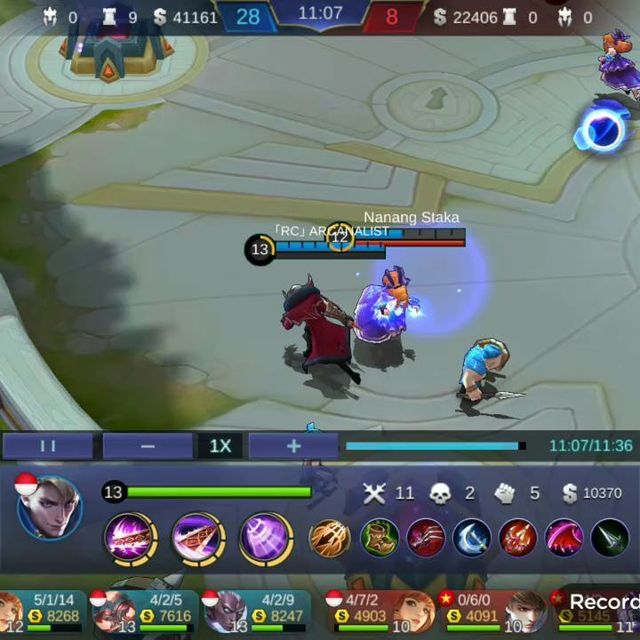 0 9 $ 41161 28 11:07 8 $ 22406 0 0
Nanang Staka
「RC」 ARCANALIST
13 12
1X 11:07/11:36
13 11 2 5 $ 10370
5/1/14 4/2/5 4/2/9 4/7/2 0/6/0 Record
8268 7616 8247 4903 4091 5145
12 13 13 10 10 11